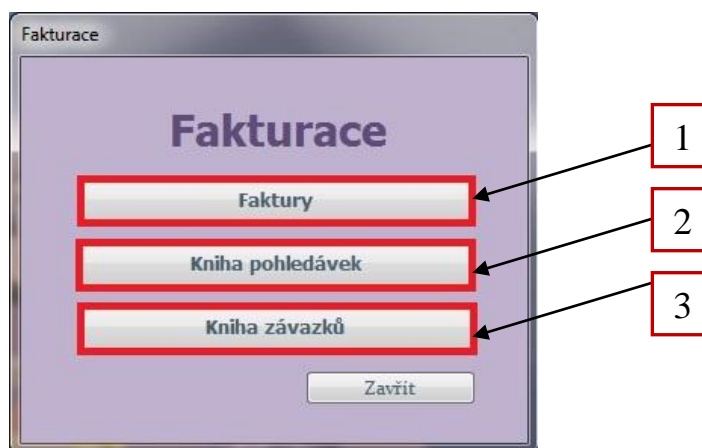 Fakturace
Fakturace
Faktury
Kniha pohledávek
Kniha závazků
Zavřít
1
2
3